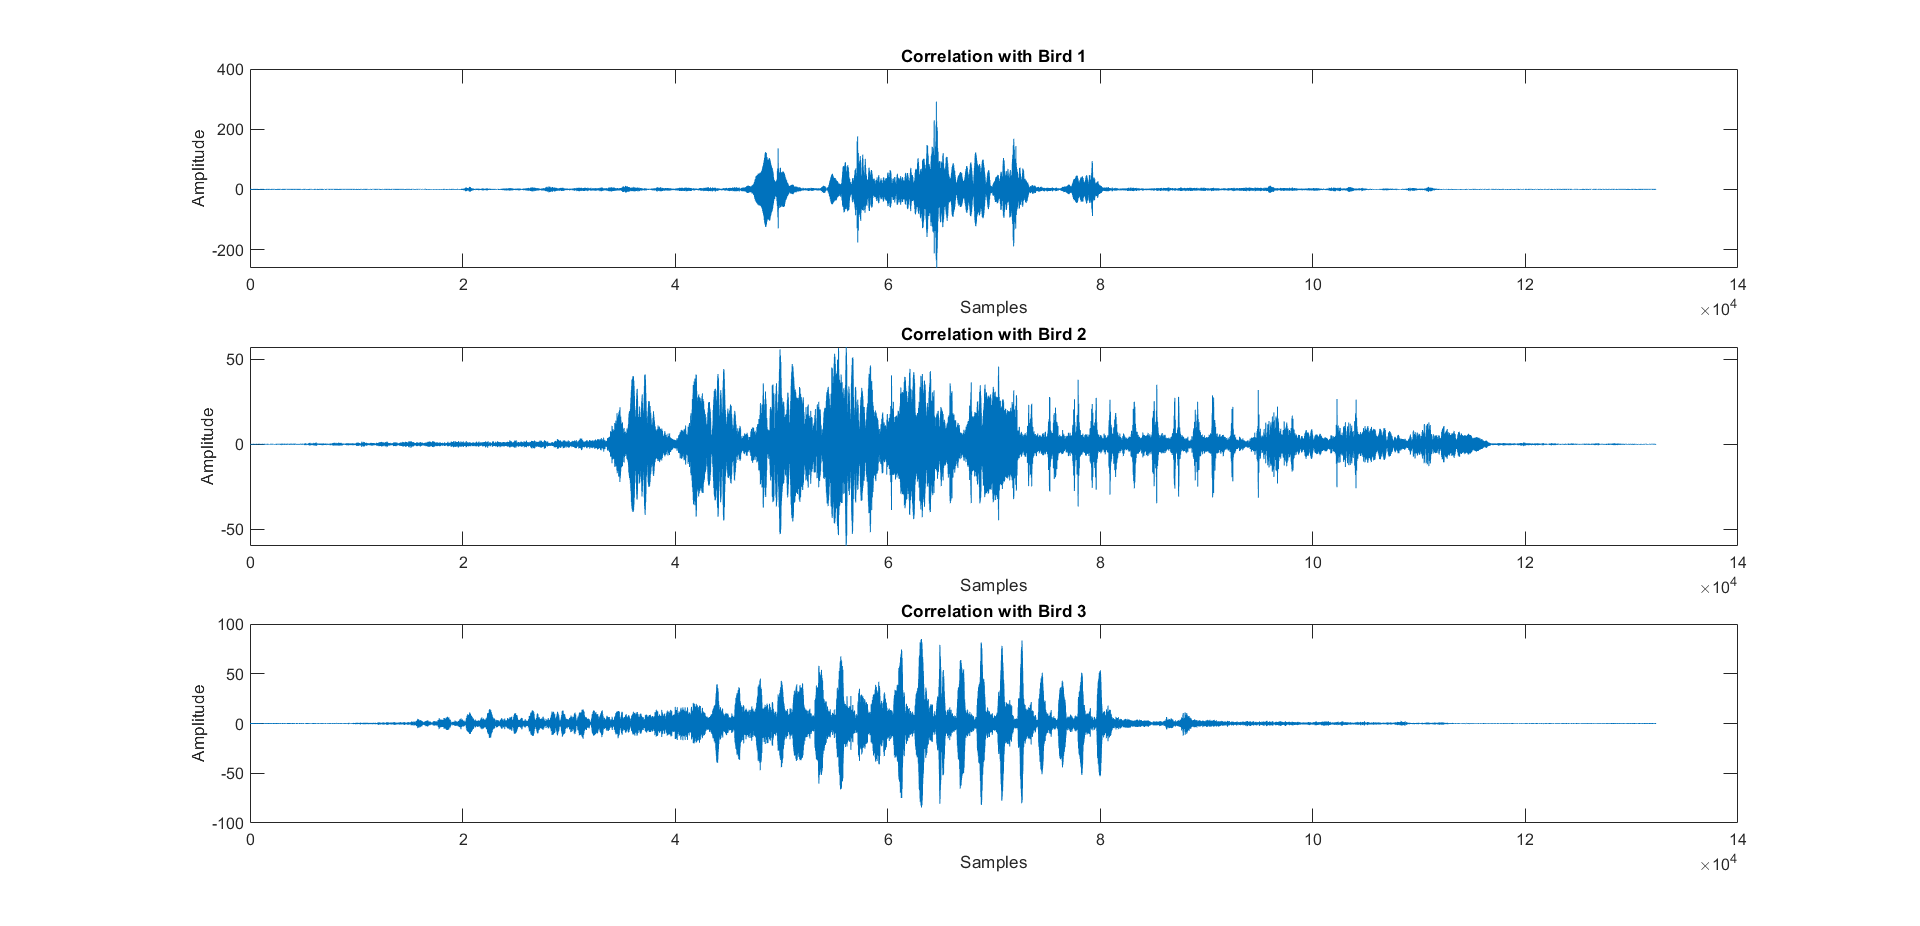 Correlation with Bird 1
400
200
0
-200
Amplitude
0 2 4 6 8 10 12 14
Samples
×10^4
Correlation with Bird 2
50
0
-50
Amplitude
0 2 4 6 8 10 12 14
Samples
×10^4
Correlation with Bird 3
100
50
0
-50
-100
Amplitude
0 2 4 6 8 10 12 14
Samples
×10^4